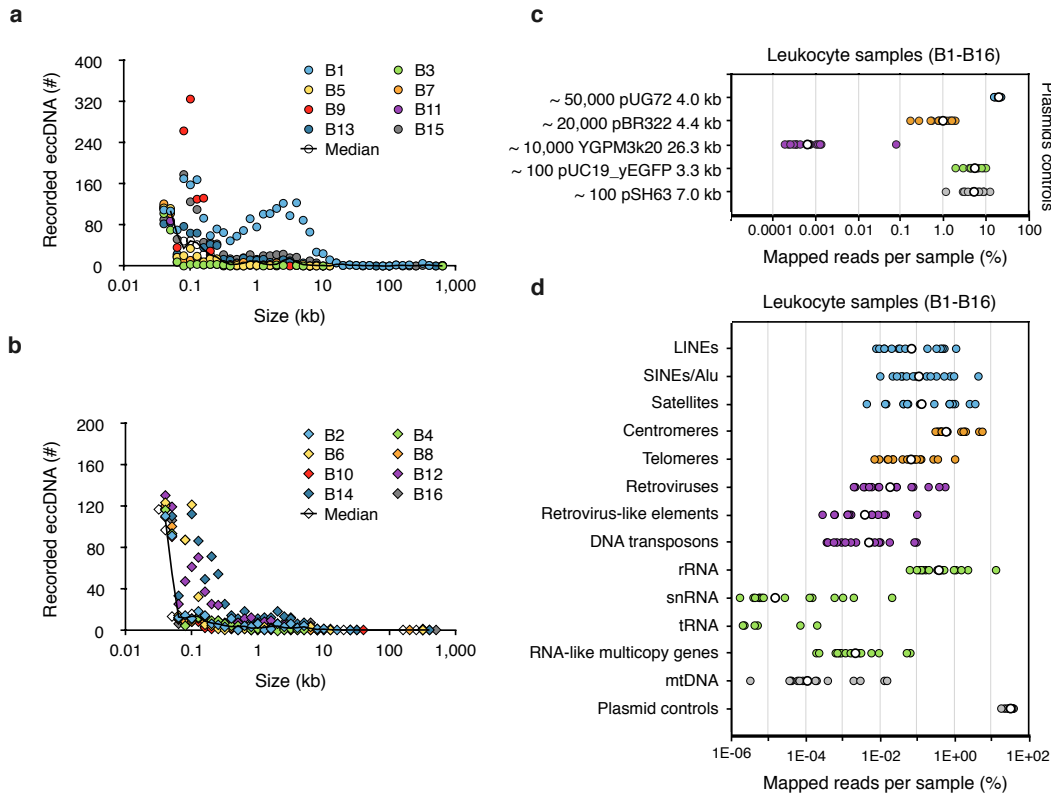 a
Recorded eccDNA (#)
400
320
240
160
80
0
0.01 0.1 1 10 100 1,000
Size (kb)
B1 B3
B5 B7
B9 B11
B13 B15
Median
b
Recorded eccDNA (#)
200
160
120
80
40
0
0.01 0.1 1 10 100 1,000
Size (kb)
B2 B4
B6 B8
B10 B12
B14 B16
Median
c
Leukocyte samples (B1-B16)
~ 50,000 pUG72 4.0 kb
~ 20,000 pBR322 4.4 kb
~ 10,000 YGPM3k20 26.3 kb
~ 100 pUC19_yEGFP 3.3 kb
~ 100 pSH63 7.0 kb
Plasmios controls
0.0001 0.001 0.01 0.1 1 10 100
Mapped reads per sample (%)
d
Leukocyte samples (B1-B16)
LINEs
SINEs/Alu
Satellites
Centromeres
Telomeres
Retroviruses
Retrovirus-like elements
DNA transposons
rRNA
snRNA
tRNA
RNA-like multicopy genes
mtDNA
Plasmid controls
1E-06 1E-04 1E-02 1E+00 1E+02
Mapped reads per sample (%)